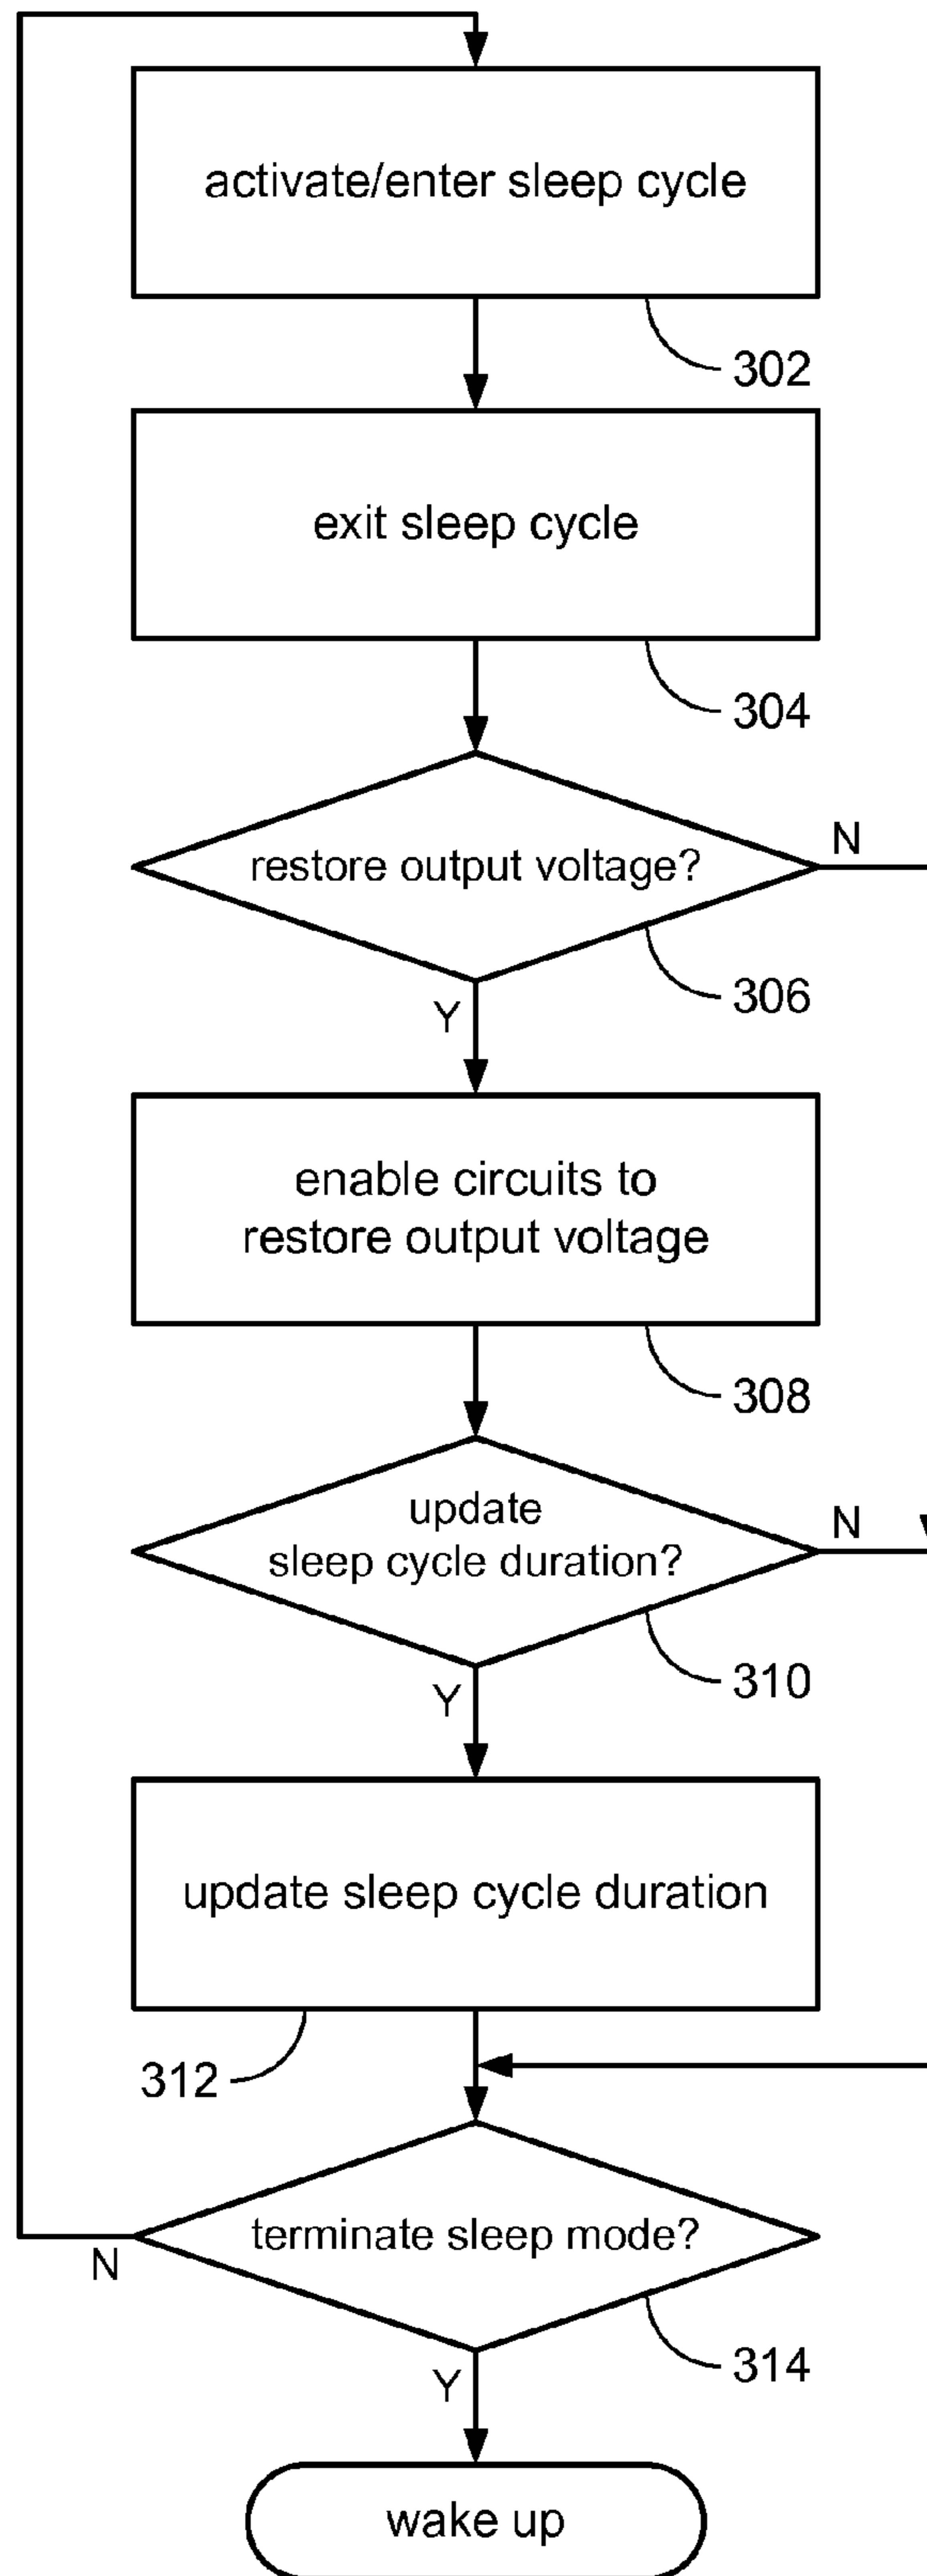 activate/enter sleep cycle
302
exit sleep cycle
304
restore output voltage?
N
306
Y
enable circuits to
restore output voltage
308
update
sleep cycle duration?
N
310
Y
update sleep cycle duration
312
terminate sleep mode?
N
314
Y
wake up